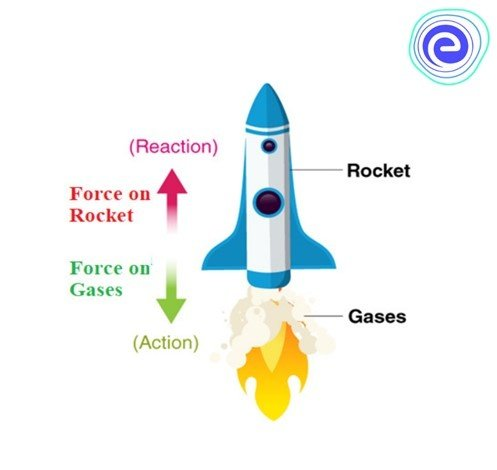 (Reaction)
Rocket
Force on
Rocket
Force on
Gases
Gases
(Action)